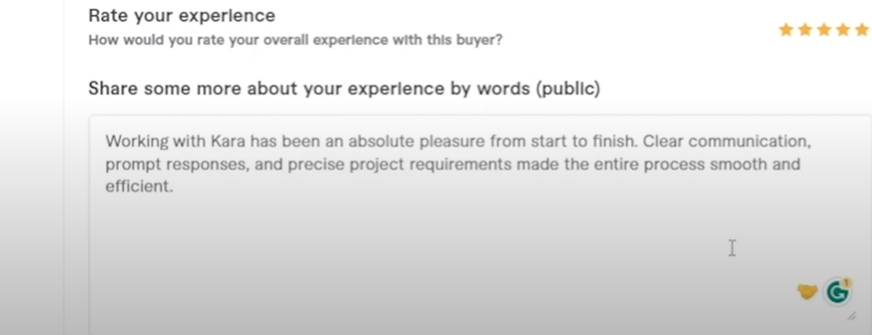 Rate your experience
How would you rate your overall experience with this buyer?
Share some more about your experience by words (public)
Working with Kara has been an absolute pleasure from start to finish. Clear communication,
prompt responses, and precise project requirements made the entire process smooth and
efficient.